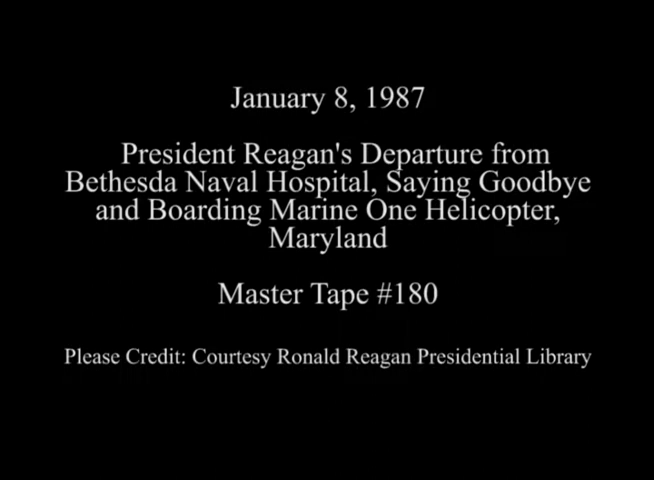 January 8, 1987
President Reagan's Departure from
Bethesda Naval Hospital, Saying Goodbye
and Boarding Marine One Helicopter,
Maryland
Master Tape #180
Please Credit: Courtesy Ronald Reagan Presidential Library